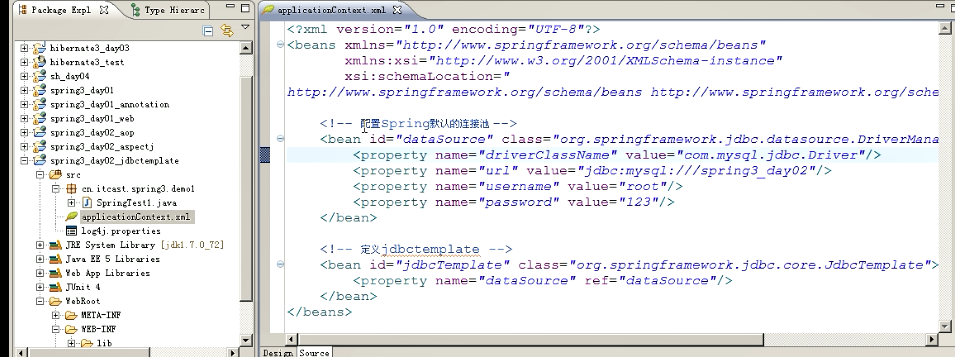 Package Expl
Type Hierarc
hibernate3_day03
hibernate3_test
sh_day04
spring3_day01
spring3_day01_annotation
spring3_day01_web
spring3_day02_aop
spring3_day02_aspectj
spring3_day02_jdbctemplate
src
cn.itcast.spring3.demo1
SpringTest1.java
applicationContext.xml
log4j.properties
JRE System Library [jdk1.7.0_72]
Java EE 5 Libraries
Web App Libraries
JUnit 4
WebRoot
META-INF
WEB-INF
lib
applicationContext.xml
<?xml version="1.0" encoding="UTF-8"?>
<beans xmlns="http://www.springframework.org/schema/beans"
xmlns:xsi="http://www.w3.org/2001/XMLSchema-instance"
xsi:schemaLocation="
http://www.springframework.org/schema/beans http://www.springframework.org/sche
<!-- 配置Spring默认的连接池 -->
<bean id="dataSource" class="org.springframework.jdbc.datasource.DriverMana
<property name="driverClassName" value="com.mysql.jdbc.Driver"/>
<property name="url" value="jdbc:mysql:///spring3_day02"/>
<property name="username" value="root"/>
<property name="password" value="123"/>
</bean>
<!-- 定义jdbctemplate -->
<bean id="jdbcTemplate" class="org.springframework.jdbc.core.JdbcTemplate">
<property name="dataSource" ref="dataSource"/>
</bean>
</beans>
Design Source